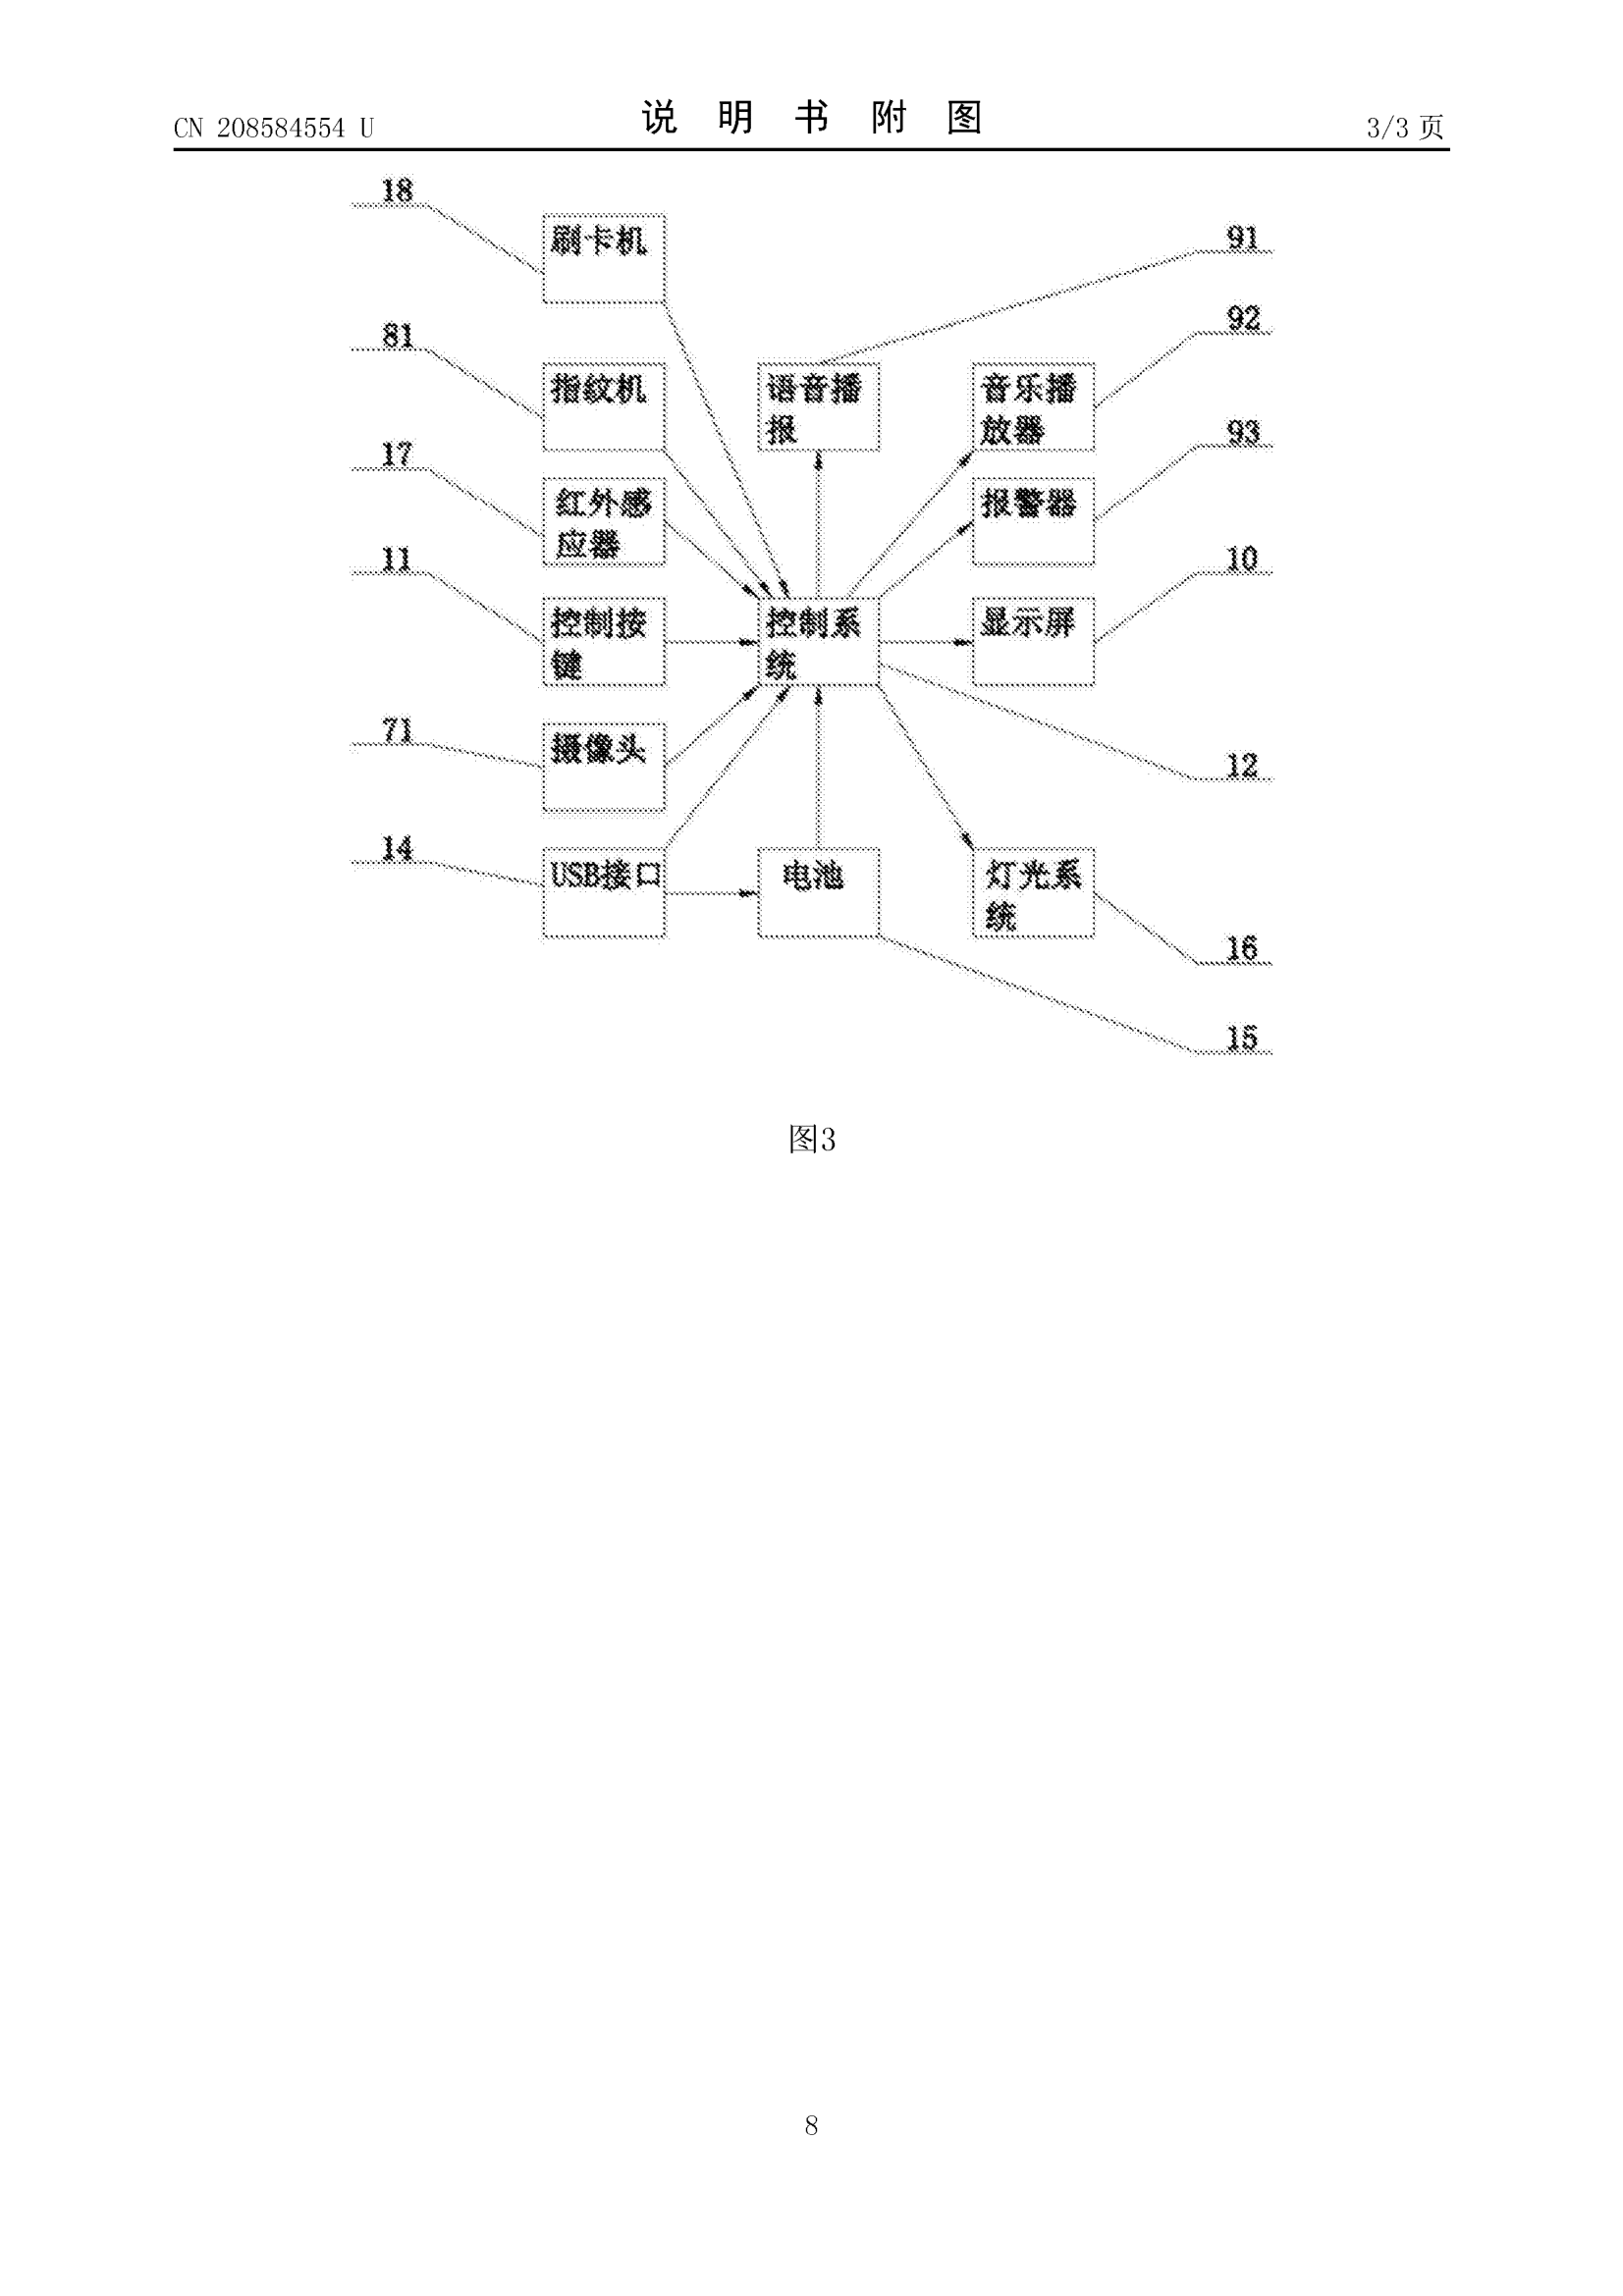 CN 208584554 U
说 明 书 附 图
3/3 页
18
刷卡机
91
92
81
指纹机
语音播
报
音乐播
放器
93
17
红外感
应器
报警器
11
10
控制按
键
控制系
统
显示屏
71
摄像头
12
14
USB接口
电池
灯光系
统
16
15
图3
8